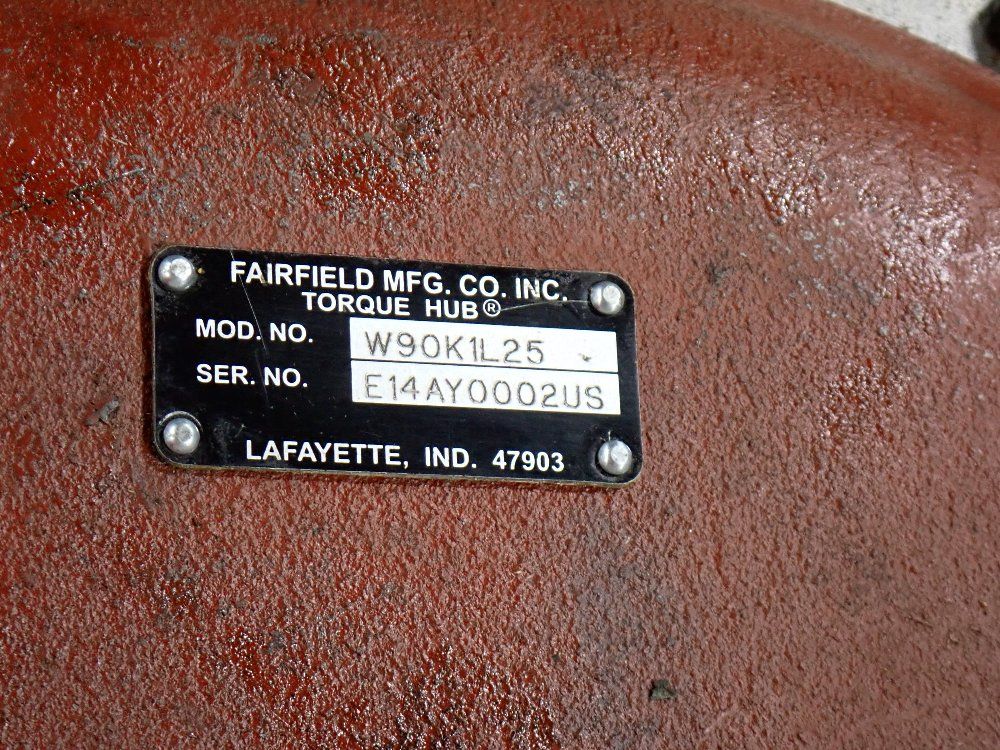 FAIRFIELD MFG. CO. INC.
TORQUE HUB®
MOD. NO. W90K1L25
SER. NO. E14AY0002US
LAFAYETTE, IND. 47903